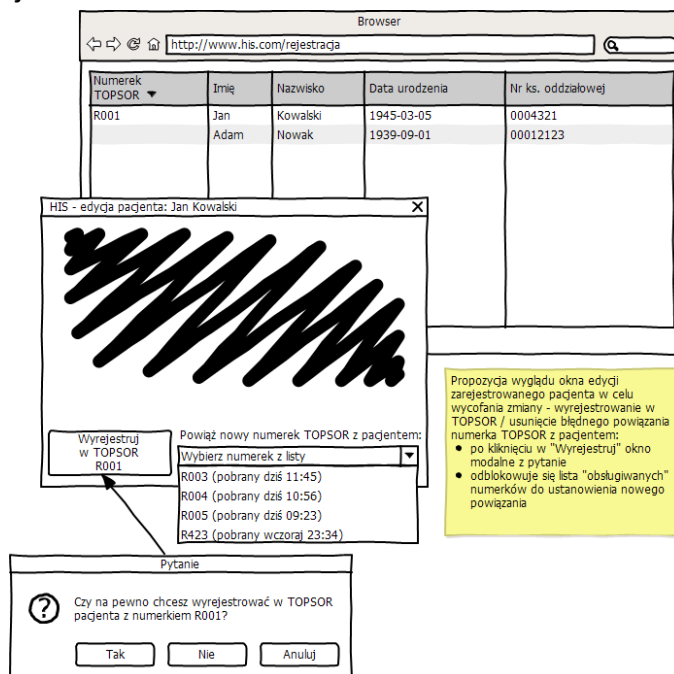 Browser
http://www.his.com/rejestracja
Numerek TOPSOR ▼ Imię Nazwisko Data urodzenia Nr ks. oddziałowej
R001 Jan Kowalski 1945-03-05 0004321
Adam Nowak 1939-09-01 00012123
HIS - edycja pacjenta: Jan Kowalski X
Wyrejestruj
w TOPSOR
R001
Powiąż nowy numerek TOPSOR z pacjentem:
Wybierz numerek z listy
R003 (pobrany dziś 11:45)
R004 (pobrany dziś 10:56)
R005 (pobrany dziś 09:23)
R423 (pobrany wczoraj 23:34)
Propozycja wyglądu okna edycji
zarejestrowanego pacjenta w celu
wycofania zmiany - wyrejestrowanie w
TOPSOR / usunięcie błędnego powiązania
numerka TOPSOR z pacjentem:
• po kliknięciu w "Wyrejestruj" okno
modalne z pytanie
• odblokowuje się lista "obsługiwanych"
numerków do ustanowienia nowego
powiązania
Pytanie
?
Czy na pewno chcesz wyrejestrować w TOPSOR
pacjenta z numerkiem R001?
Tak Nie Anuluj